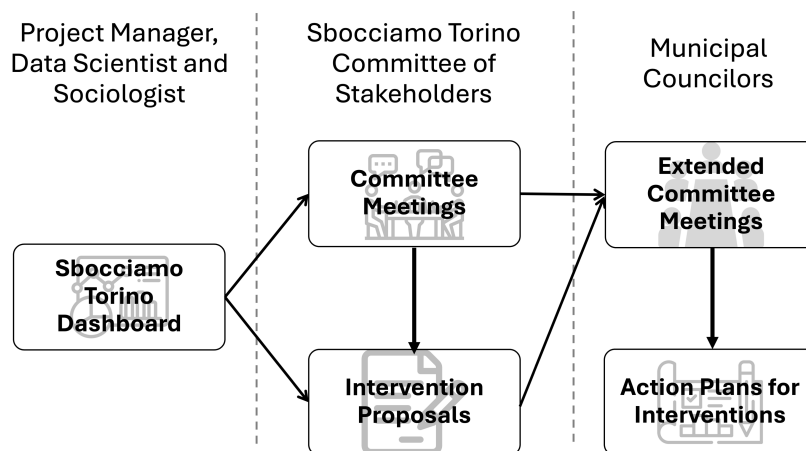 Project Manager,
Data Scientist and
Sociologist
Sbocciamo Torino
Committee of
Stakeholders
Municipal
Councilors
Committee
Meetings
Extended
Committee
Meetings
Sbocciamo
Torino
Dashboard
Intervention
Proposals
Action Plans for
Interventions